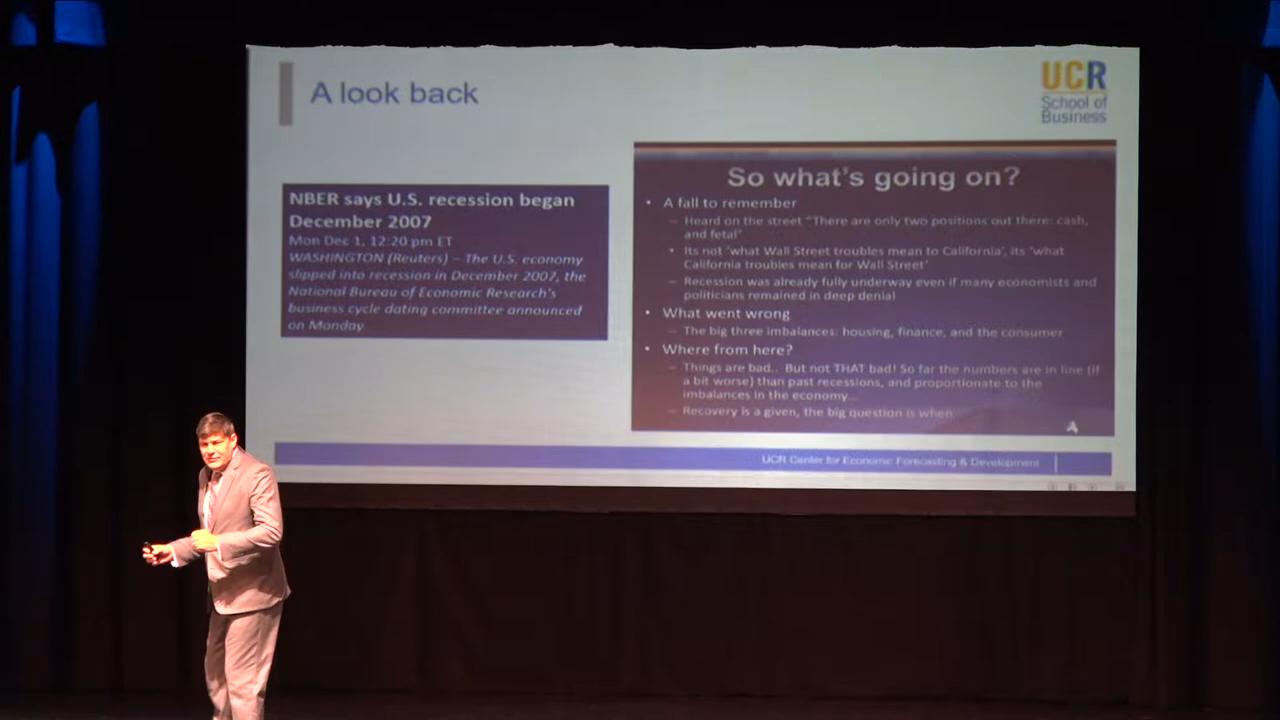 A look back
UCR
School of
Business
NBER says U.S. recession began
December 2007
Mon Dec 1, 12:20 pm ET
WASHINGTON (Reuters) – The U.S. economy
slipped into recession in December 2007, the
National Bureau of Economic Research's
business cycle dating committee announced
on Monday
So what's going on?
• A fall to remember
– Heard on the street "There are only two positions out there: cash,
and fetal"
• Its not 'what Wall Street troubles mean to California', its 'what
California troubles mean for Wall Street'
– Recession was already fully underway even if many economists and
politicians remained in deep denial
• What went wrong
– The big three imbalances: housing, finance, and the consumer
• Where from here?
– Things are bad.. But not THAT bad! So far the numbers are in line (if
a bit worse) than past recessions, and proportionate to the
imbalances in the economy...
– Recovery is a given, the big question is when
UCR Center for Economic Forecasting & Development